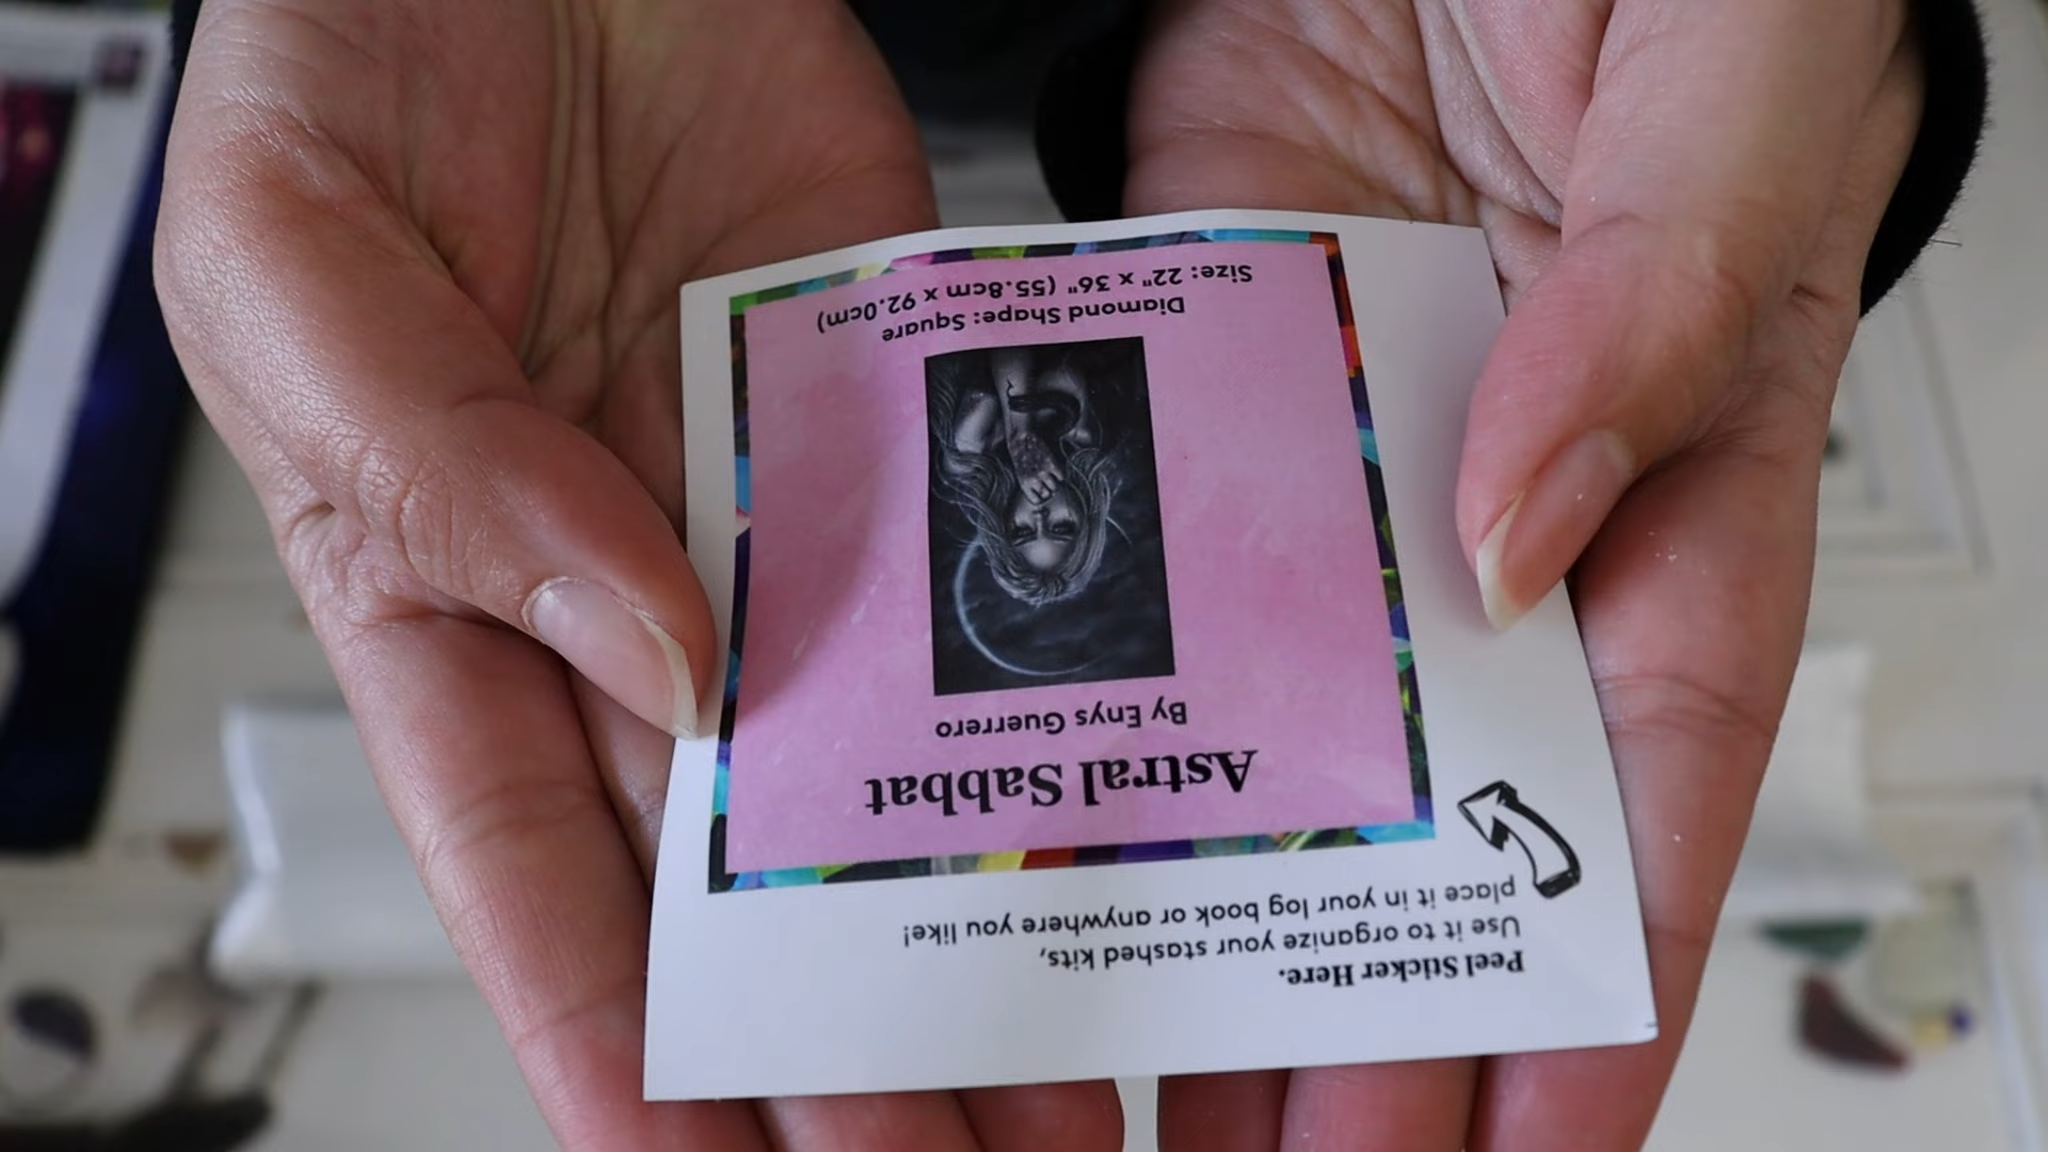 Peel Sticker Here.
Use it to organize your stashed kits,
place it in your log book or anywhere you like!
Astral Sabbat
By Enys Guerrero
Diamond Shape: Square
Size: 22" x 36" (55.8cm x 92.0cm)